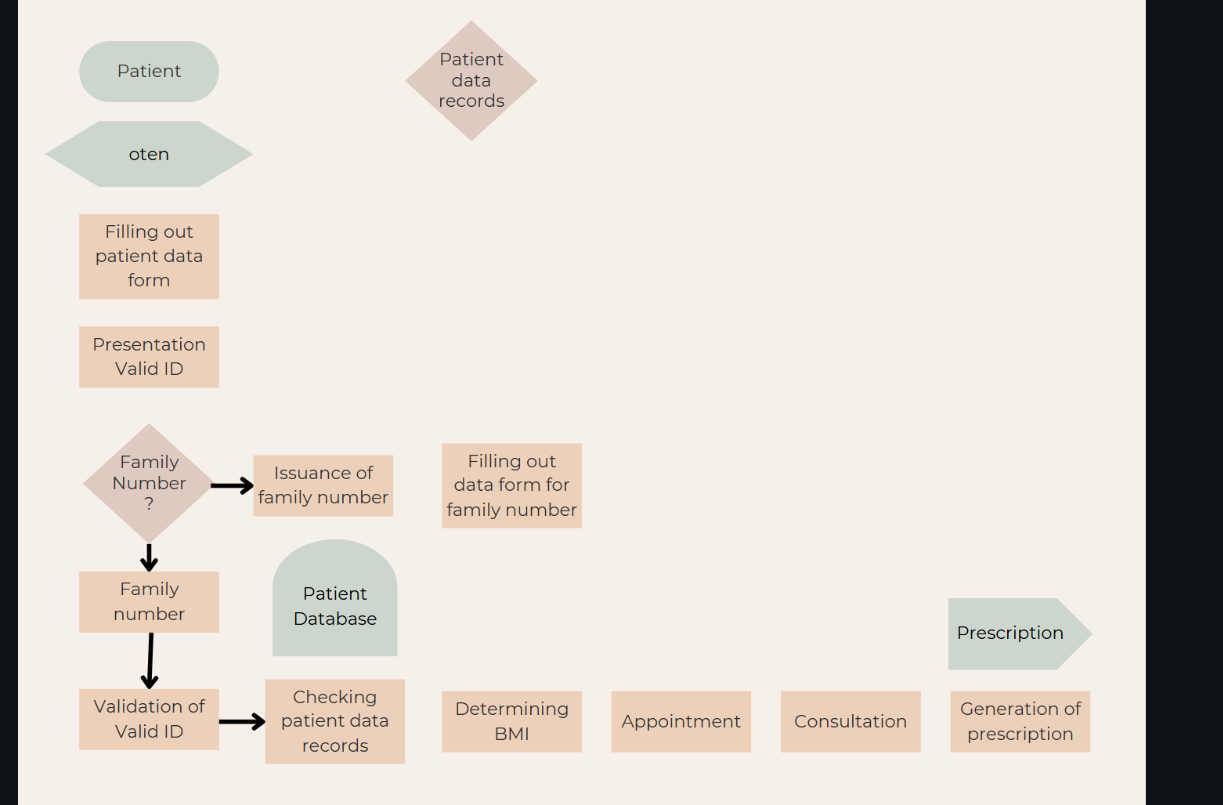 Patient
Patient
data
records
oten
Filling out
patient data
form
Presentation
Valid ID
Family
Number
?
Issuance of
family number
Filling out
data form for
family number
Family
number
Patient
Database
Prescription
Validation of
Valid ID
Checking
patient data
records
Determining
BMI
Appointment
Consultation
Generation of
prescription